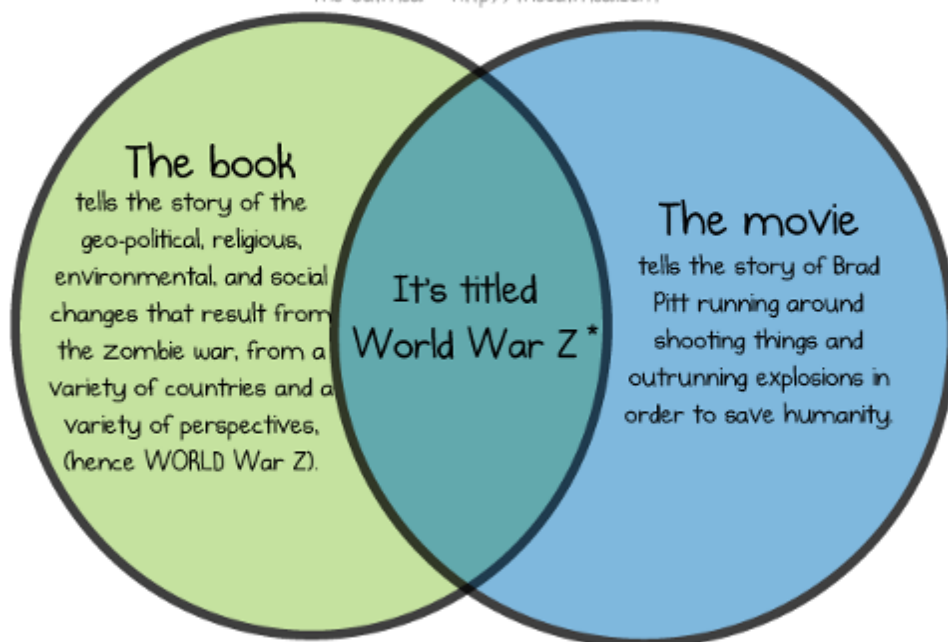 The book
tells the story of the
geo-political, religious,
environmental, and social
changes that result from
the zombie war, from a
variety of countries and a
variety of perspectives,
(hence WORLD War Z).
It's titled
World War Z*
The movie
tells the story of Brad
Pitt running around
shooting things and
outrunning explosions in
order to save humanity.